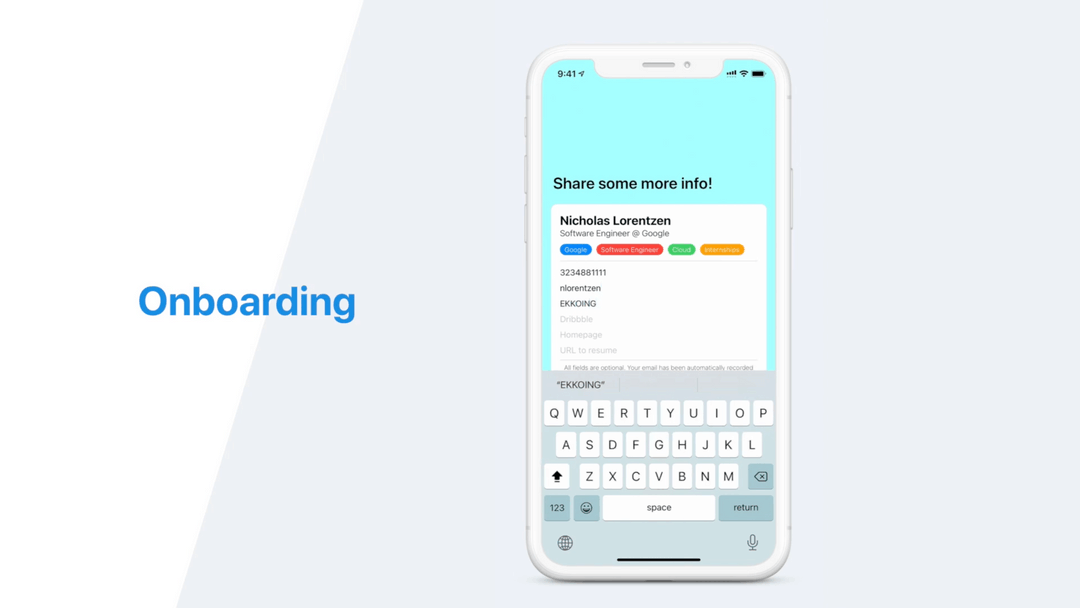 Onboarding
9:41
Share some more info!
Nicholas Lorentzen
Software Engineer @ Google
Google Software Engineer Cloud Internships
3234881111
nlorentzen
EKKOING
Dribbble
Homepage
URL to resume
All fields are optional. Your email has been automatically recorded
“EKKOING”
Q W E R T Y U I O P
A S D F G H J K L
Z X C V B N M
123 space return